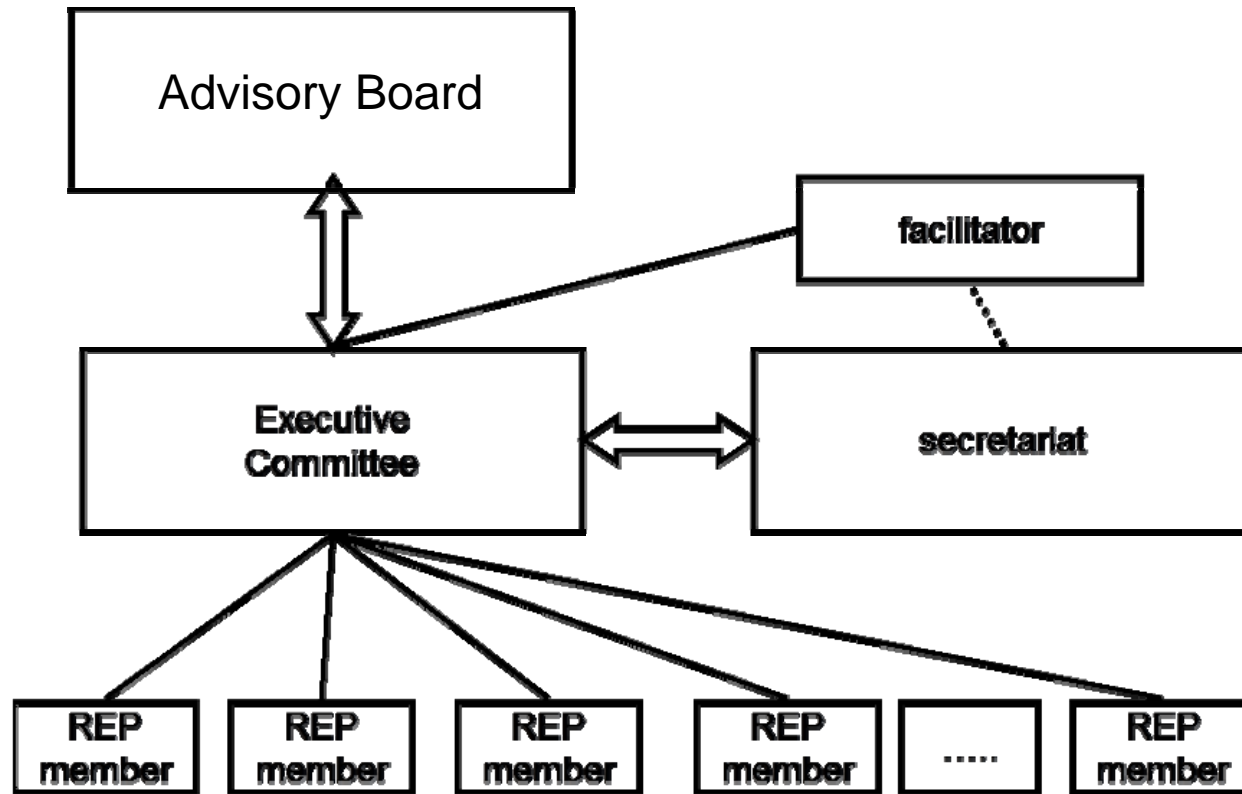 Advisory Board
facilitator
Executive
Committee
secretariat
REP
member
REP
member
REP
member
REP
member
.....
REP
member